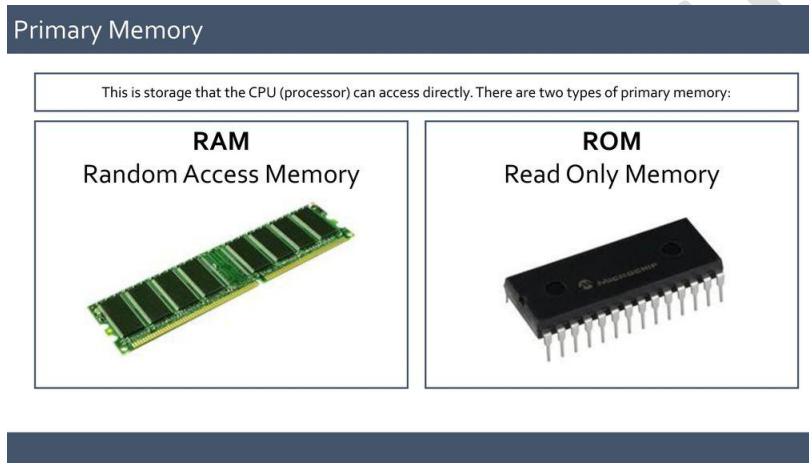 Primary Memory
This is storage that the CPU (processor) can access directly. There are two types of primary memory:
RAM
Random Access Memory
ROM
Read Only Memory
MICROCHIP